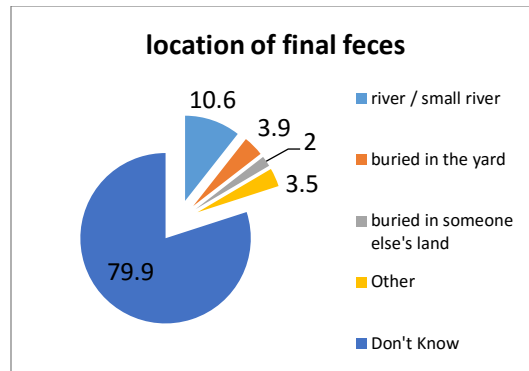 location of final feces
10.6
3.9
2
3.5
79.9
river / small river
buried in the yard
buried in someone
else's land
Other
Don't Know